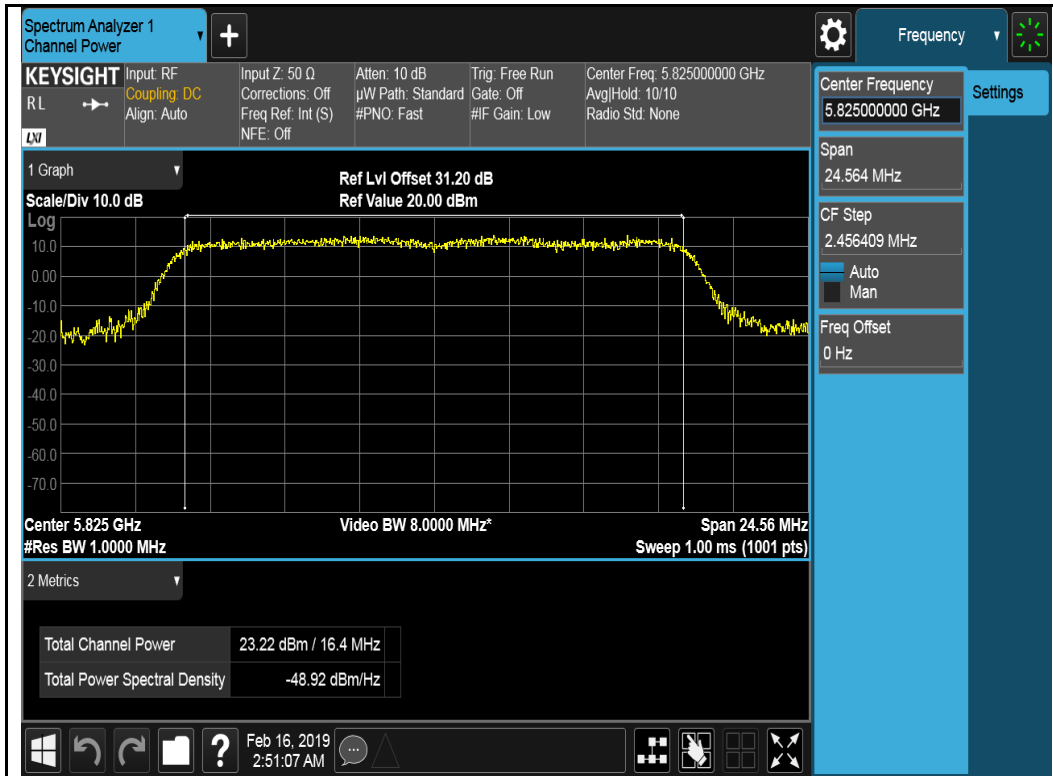 Spectrum Analyzer 1
Channel Power
+
Frequency
KEYSIGHT
R L
LXI
Input: RF
Coupling: DC
Align: Auto
Input Z: 50 Ω
Corrections: Off
Freq Ref: Int (S)
NFE: Off
Atten: 10 dB
µW Path: Standard
#PNO: Fast
Trig: Free Run
Gate: Off
#IF Gain: Low
Center Freq: 5.825000000 GHz
Avg|Hold: 10/10
Radio Std: None
Center Frequency
5.825000000 GHz
Settings
Span
24.564 MHz
CF Step
2.456409 MHz
Auto
Man
Freq Offset
0 Hz
1 Graph
Scale/Div 10.0 dB
Log
Ref Lvl Offset 31.20 dB
Ref Value 20.00 dBm
10.0
0.00
-10.0
-20.0
-30.0
-40.0
-50.0
-60.0
-70.0
Center 5.825 GHz
#Res BW 1.0000 MHz
Video BW 8.0000 MHz*
Span 24.56 MHz
Sweep 1.00 ms (1001 pts)
2 Metrics
Total Channel Power 23.22 dBm / 16.4 MHz
Total Power Spectral Density -48.92 dBm/Hz
?
Feb 16, 2019
2:51:07 AM